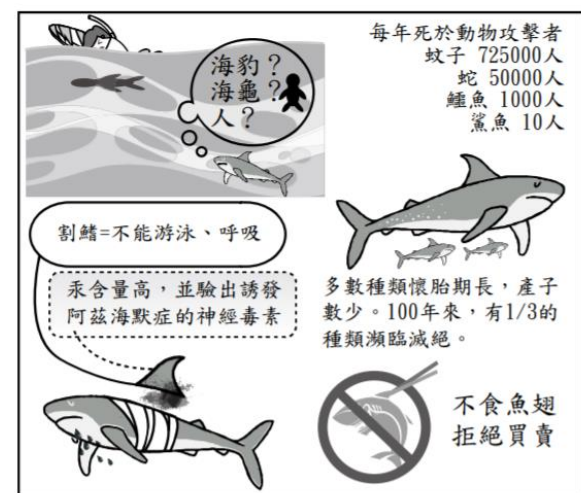 海豹？
海龜？
人？
每年死於動物攻擊者
蚊子 725000人
蛇 50000人
鱷魚 1000人
鯊魚 10人
割鰭=不能游泳、呼吸
汞含量高，並驗出誘發
阿茲海默症的神經毒素
多數種類懷胎期長，產子
數少。100年來，有1/3的
種類瀕臨滅絕。
不食魚翅
拒絕買賣